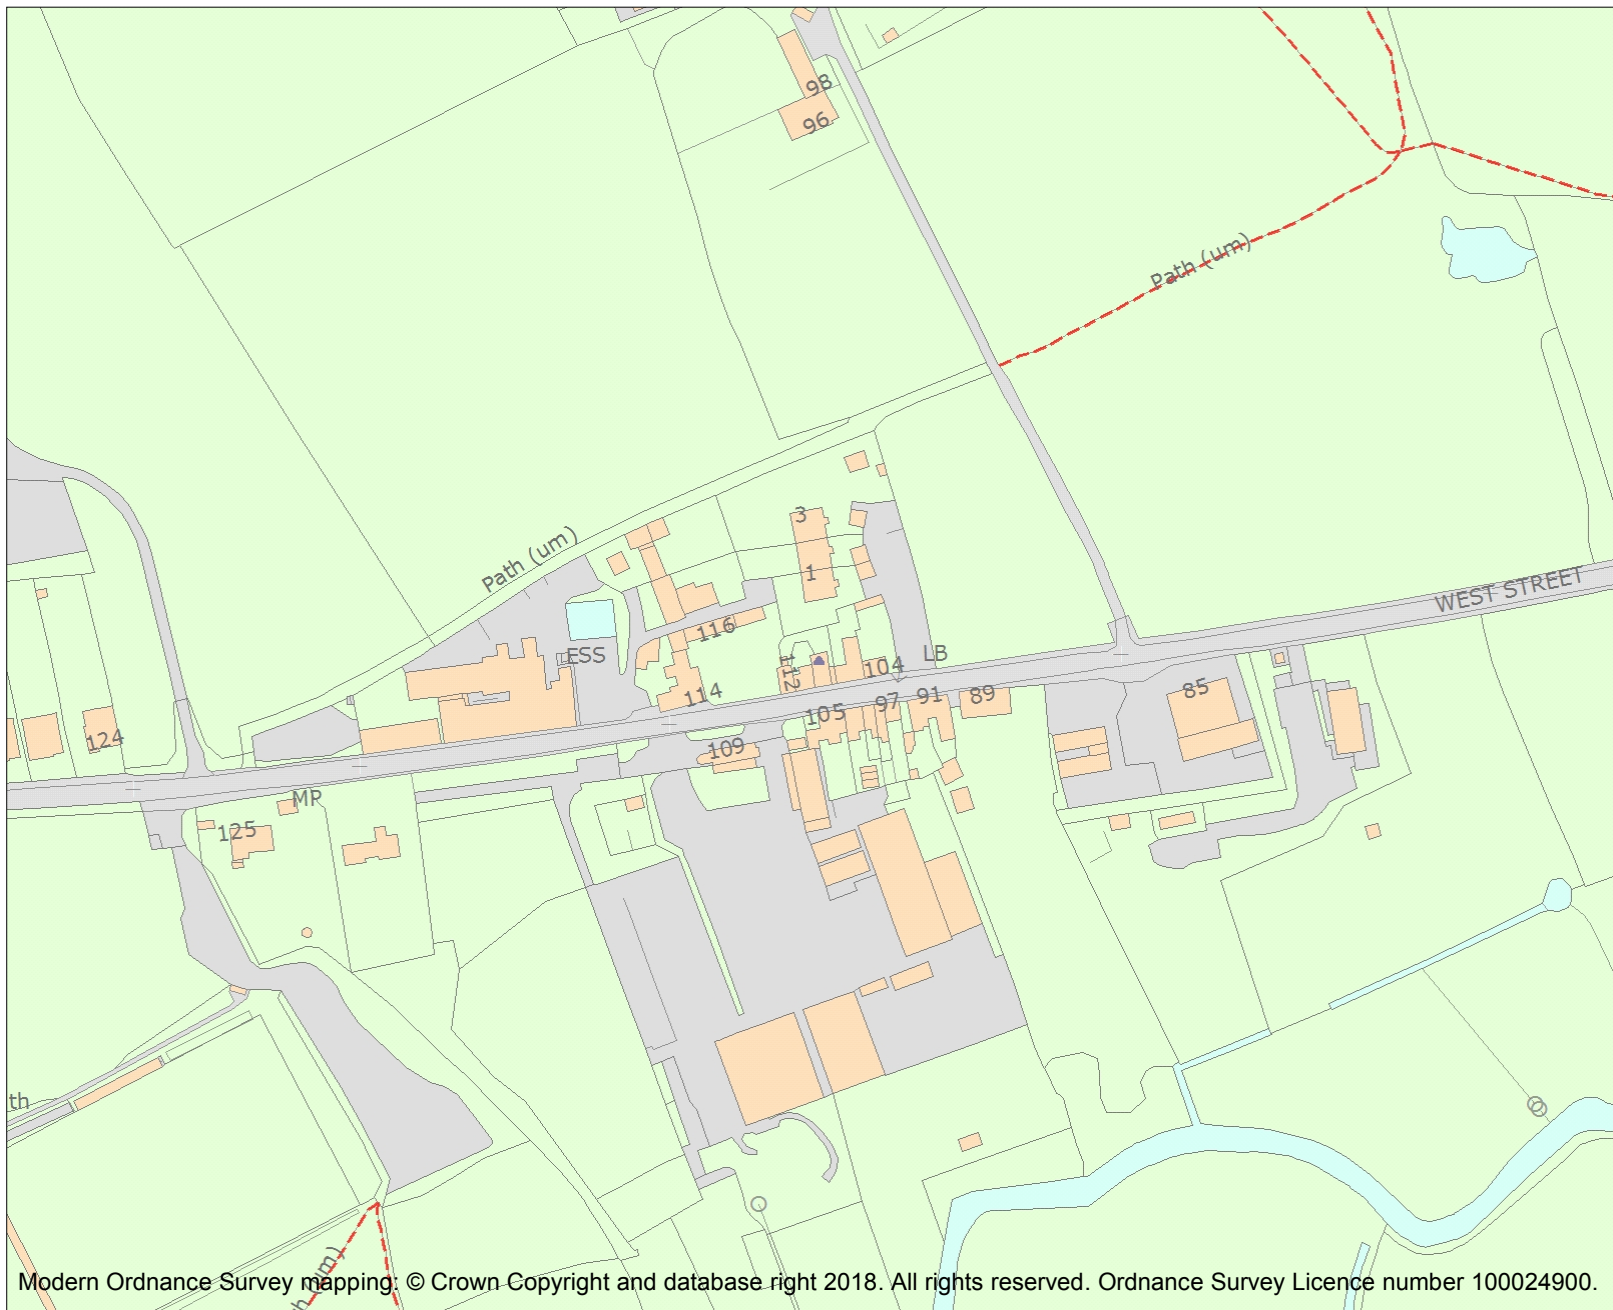 98
96
Path (um)
3
Path (um)
1
WEST STREET
116
ESS
112
104
LB
114
105
97
91
89
85
124
109
MP
125
th
h (um)
Modern Ordnance Survey mapping: © Crown Copyright and database right 2018. All rights reserved. Ordnance Survey Licence number 100024900.